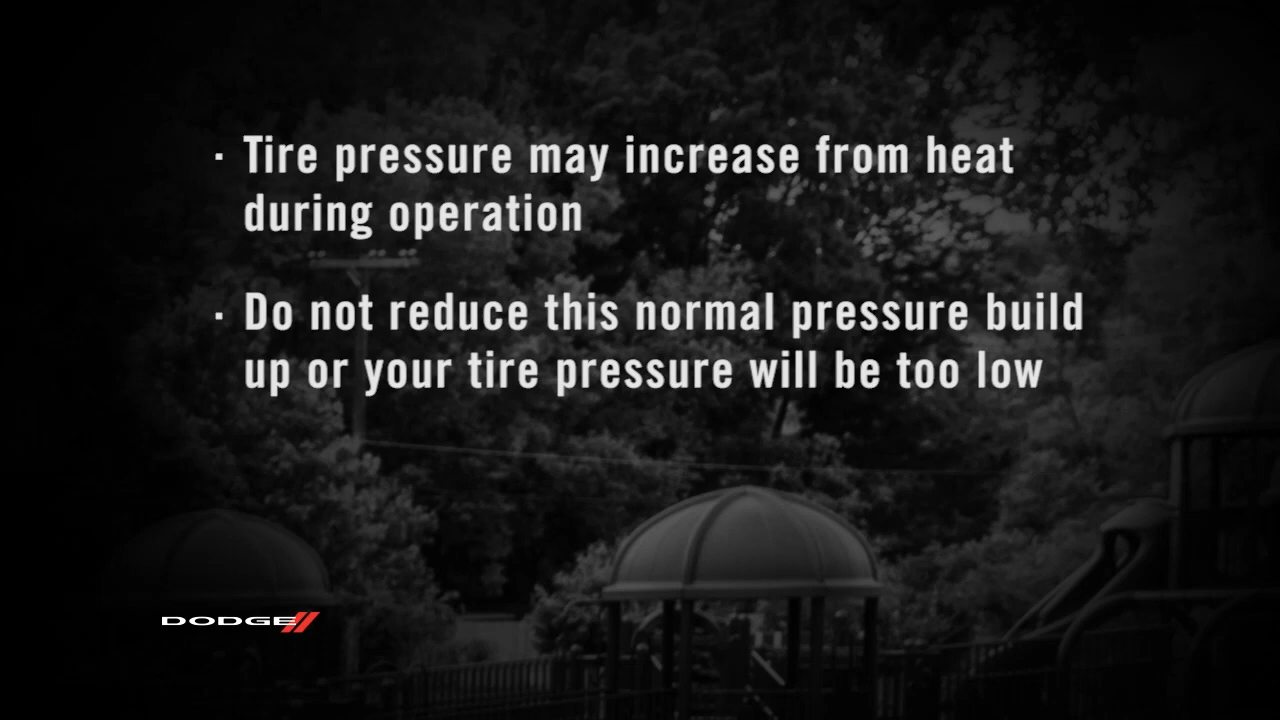 · Tire pressure may increase from heat
during operation
· Do not reduce this normal pressure build
up or your tire pressure will be too low
DODGE